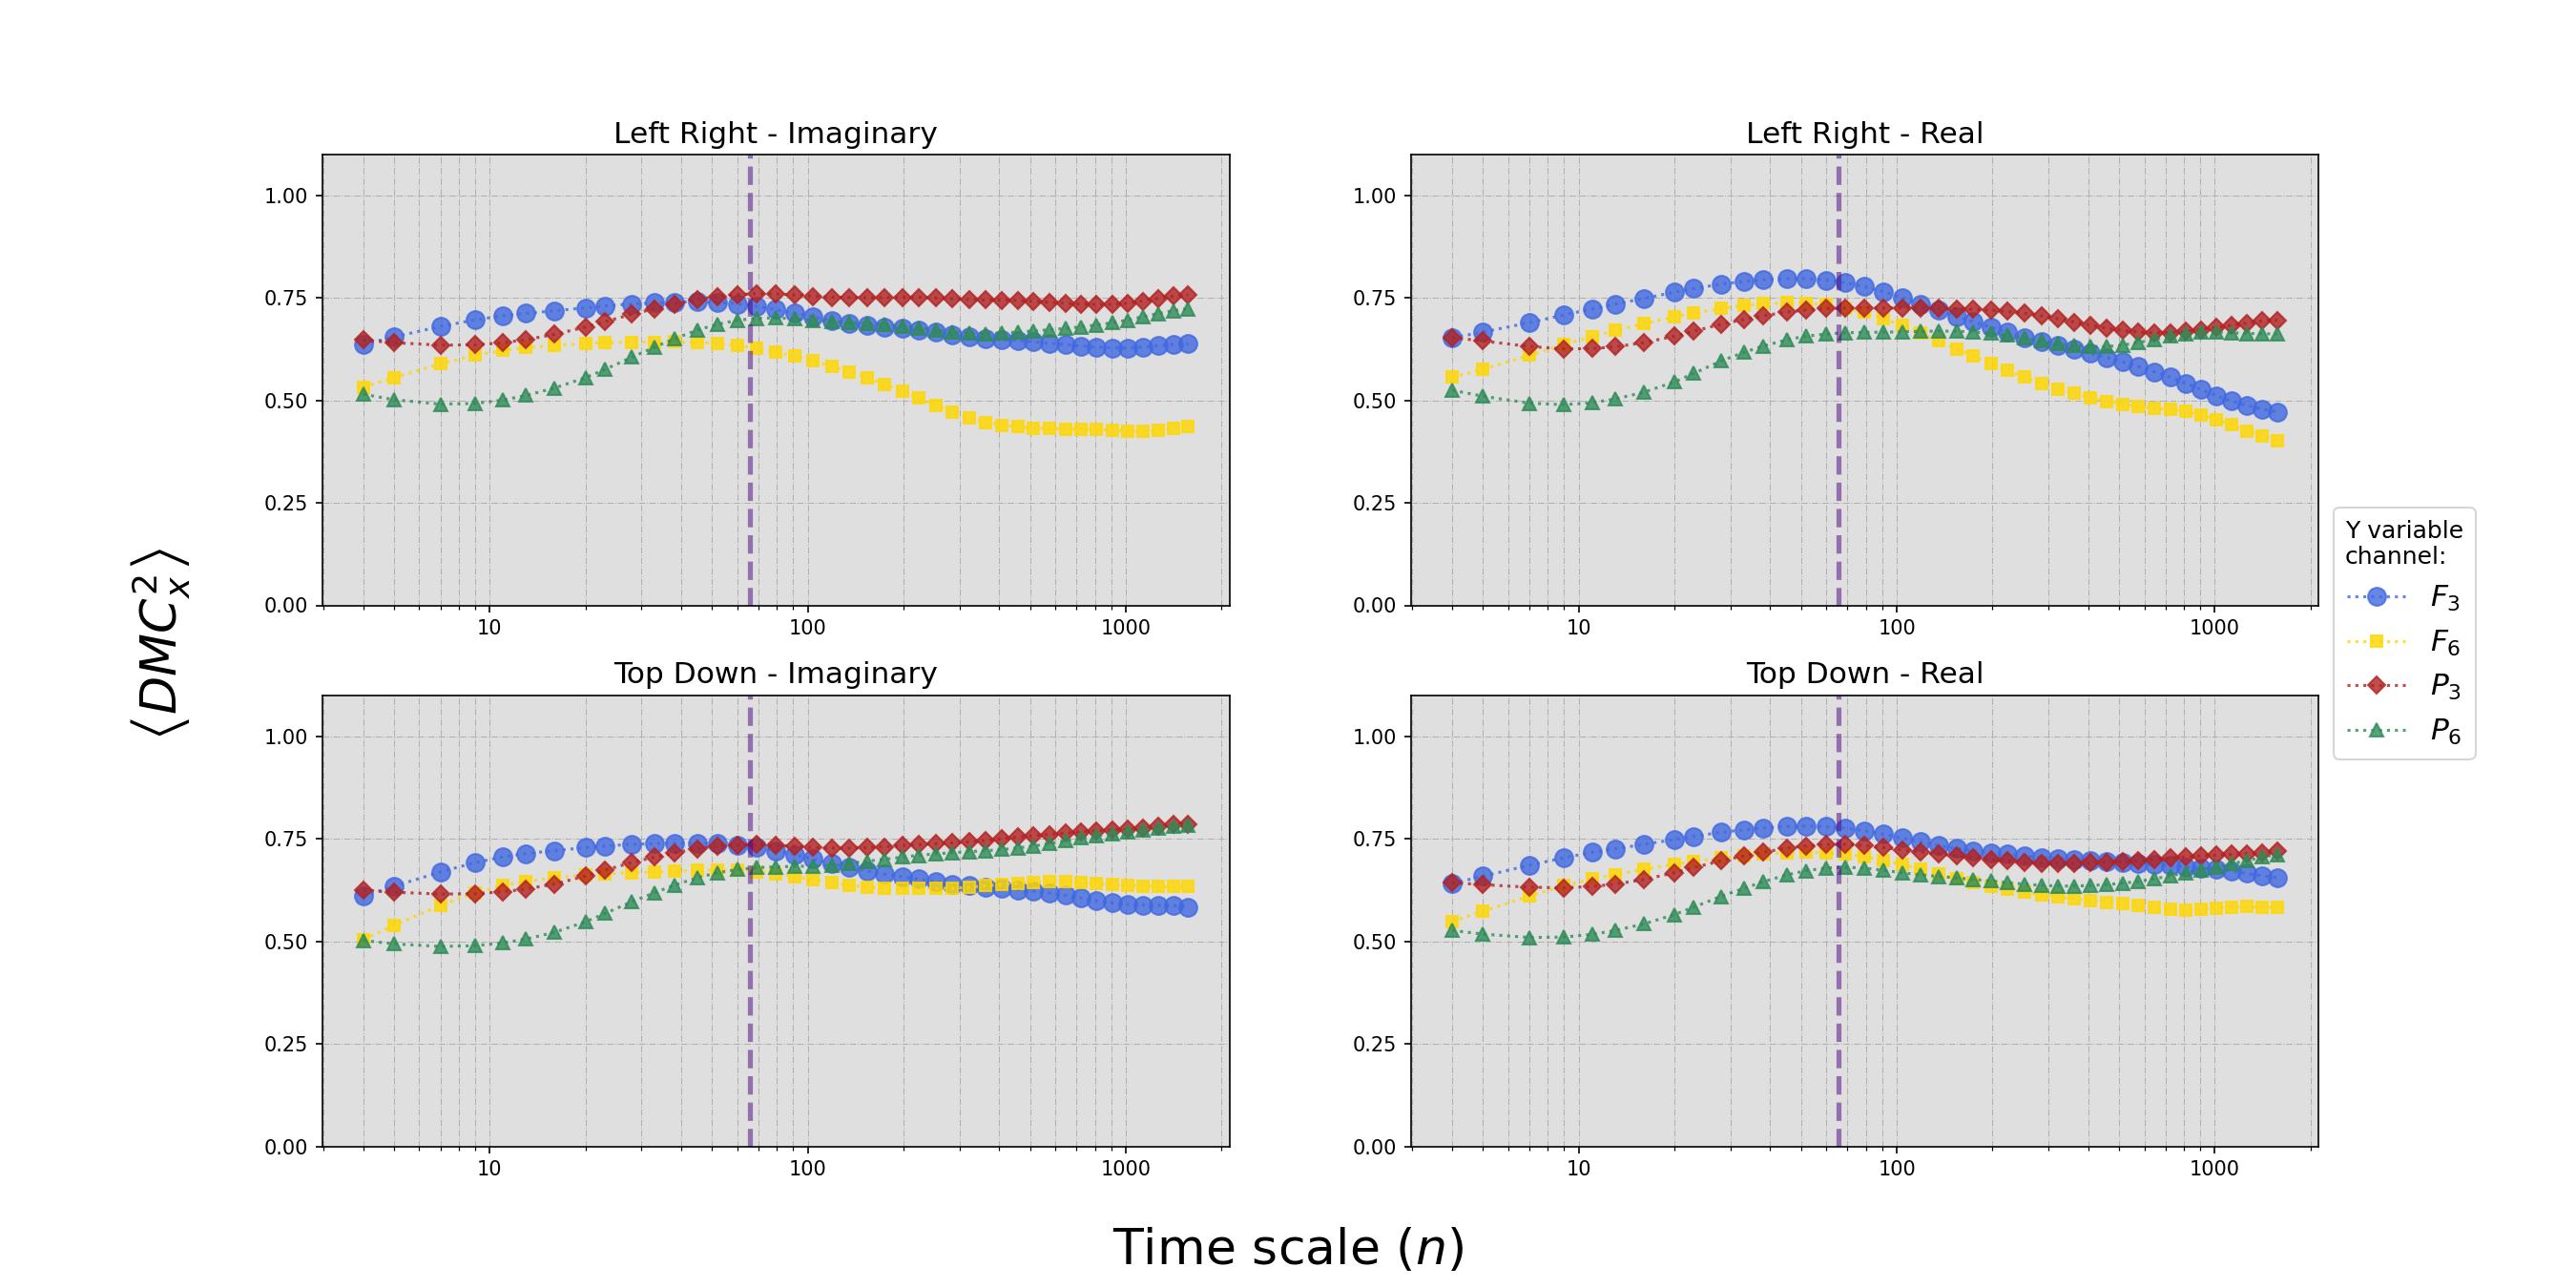 Left Right - Imaginary
1.00
0.75
0.50
0.25
0.00
10 100 1000
Left Right - Real
1.00
0.75
0.50
0.25
0.00
10 100 1000
Top Down - Imaginary
1.00
0.75
0.50
0.25
0.00
10 100 1000
Top Down - Real
1.00
0.75
0.50
0.25
0.00
10 100 1000
⟨DMC²ₓ⟩
Time scale (n)
Y variable
channel:
F₃
F₆
P₃
P₆